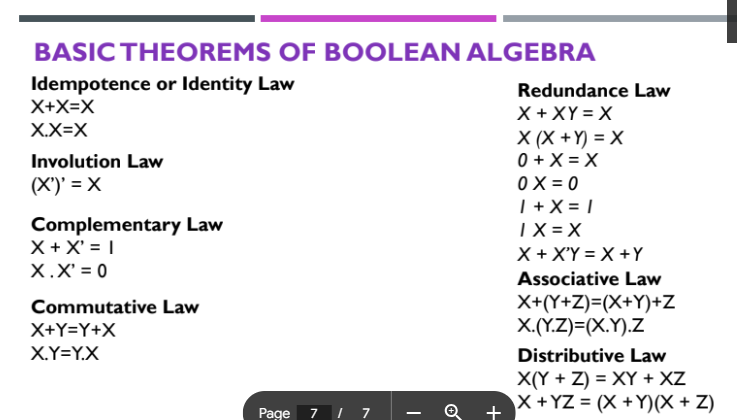 BASIC THEOREMS OF BOOLEAN ALGEBRA
Idempotence or Identity Law
X+X=X
X.X=X
Involution Law
(X’)’ = X
Complementary Law
X + X’ = 1
X . X’ = 0
Commutative Law
X+Y=Y+X
X.Y=Y.X
Redundance Law
X + XY = X
X (X + Y) = X
0 + X = X
0 X = 0
1 + X = 1
1 X = X
X + X’Y = X + Y
Associative Law
X+(Y+Z)=(X+Y)+Z
X.(Y.Z)=(X.Y).Z
Distributive Law
X(Y + Z) = XY + XZ
X + YZ = (X + Y)(X + Z)
Page 7 / 7